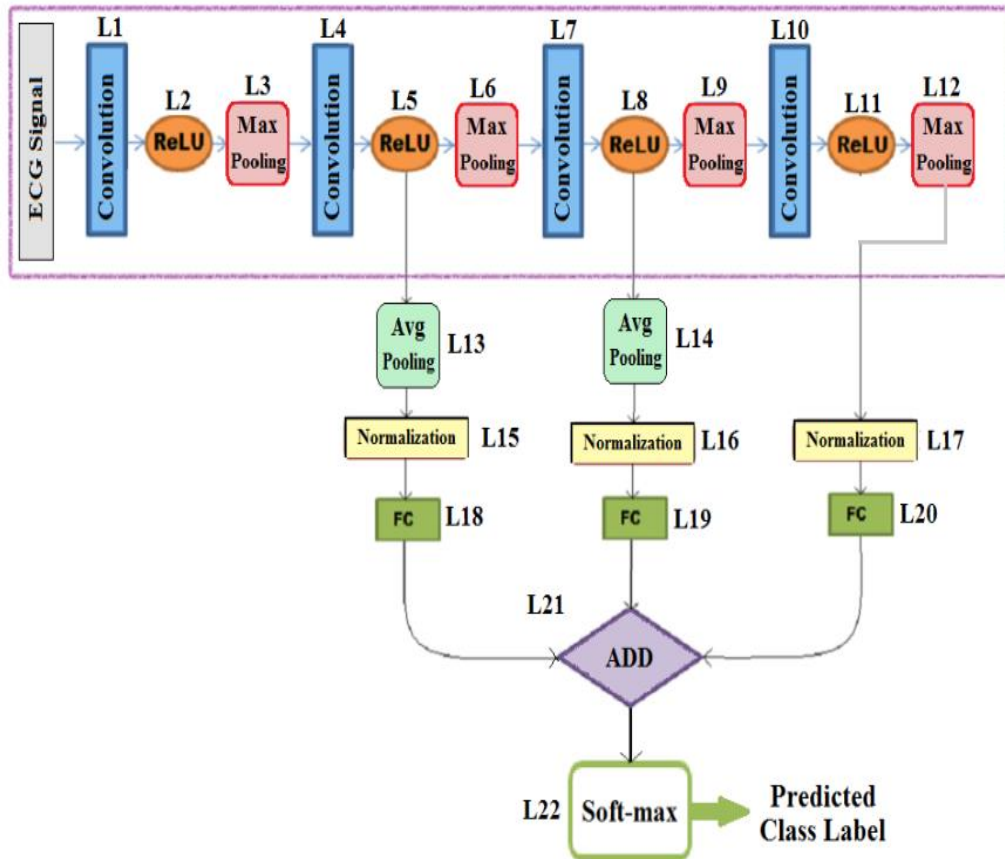 ECG Signal
L1
Convolution
L2
ReLU
L3
Max
Pooling
L4
Convolution
L5
ReLU
L6
Max
Pooling
L7
Convolution
L8
ReLU
L9
Max
Pooling
L10
Convolution
L11
ReLU
L12
Max
Pooling
Avg
Pooling
L13
Avg
Pooling
L14
Normalization
L15
Normalization
L16
Normalization
L17
FC
L18
FC
L19
FC
L20
L21
ADD
L22
Soft-max
Predicted
Class Label